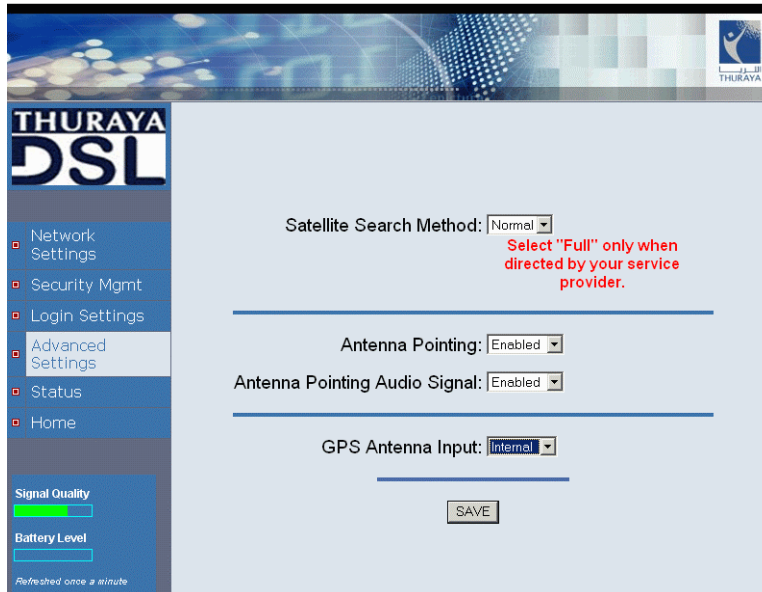 الثريا
THURAYA
THURAYA
DSL
Network
Settings
Security Mgmt
Login Settings
Advanced
Settings
Status
Home
Signal Quality
Battery Level
Refreshed once a minute
Satellite Search Method: Normal
Select "Full" only when
directed by your service
provider.
Antenna Pointing: Enabled
Antenna Pointing Audio Signal: Enabled
GPS Antenna Input: Internal
SAVE